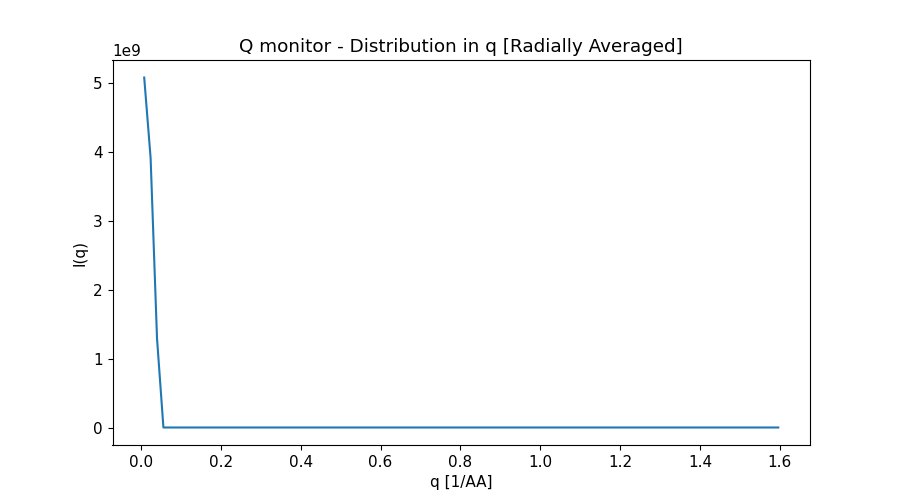 Q monitor - Distribution in q [Radially Averaged]
1e9
5
4
3
2
1
0
I(q)
0.0 0.2 0.4 0.6 0.8 1.0 1.2 1.4 1.6
q [1/AA]